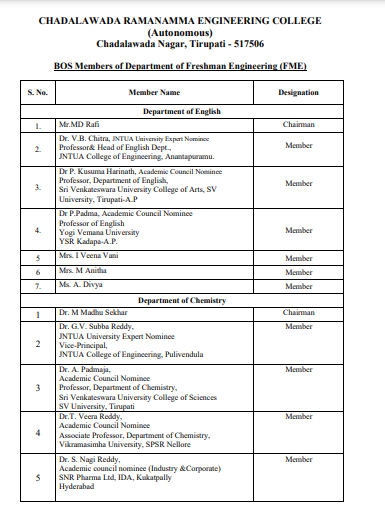 CHADALAWADA RAMANAMMA ENGINEERING COLLEGE
(Autonomous)
Chadalawada Nagar, Tirupati - 517506
BOS Members of Department of Freshman Engineering (FME)
S. No. Member Name Designation
Department of English
1. Mr.MD Rafi Chairman
2. Dr. V.B. Chitra, JNTUA University Expert Nominee
Professor& Head of English Dept.,
JNTUA College of Engineering, Anantapuramu.
Member
3. Dr P. Kusuma Harinath, Academic Council Nominee
Professor, Department of English,
Sri Venkateswara University College of Arts, SV
University, Tirupati-A.P
Member
4. Dr P.Padma, Academic Council Nominee
Professor of English
Yogi Vemana University
YSR Kadapa-A.P.
Member
5 Mrs. I Veena Vani Member
6 Mrs. M Anitha Member
7. Ms. A. Divya Member
Department of Chemistry
1 Dr. M Madhu Sekhar Chairman
2 Dr. G.V. Subba Reddy,
JNTUA University Expert Nominee
Vice-Principal,
JNTUA College of Engineering, Pulivendula
Member
3 Dr. A. Padmaja,
Academic Council Nominee
Professor, Department of Chemistry,
Sri Venkateswara University College of Sciences
SV University, Tirupati
Member
4 Dr.T. Veera Reddy,
Academic Council Nominee
Associate Professor, Department of Chemistry,
Vikramasimha University, SPSR Nellore
Member
5 Dr. S. Nagi Reddy,
Academic council nominee (Industry &Corporate)
SNR Pharma Ltd, IDA, Kukatpally
Hyderabad
Member